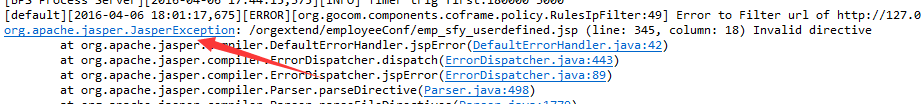 [default][2016-04-06 18:01:17,675][ERROR][org.gocom.components.coframe.policy.RulesIpFilter:49] Error to Filter url of http://127.0
org.apache.jasper.JasperException: /orgextend/employeeConf/emp_sfy_userdefined.jsp (line: 345, column: 18) Invalid directive
at org.apache.jasper.compiler.DefaultErrorHandler.jspError(DefaultErrorHandler.java:42)
at org.apache.jasper.compiler.ErrorDispatcher.dispatch(ErrorDispatcher.java:443)
at org.apache.jasper.compiler.ErrorDispatcher.jspError(ErrorDispatcher.java:89)
at org.apache.jasper.compiler.Parser.parseDirective(Parser.java:498)